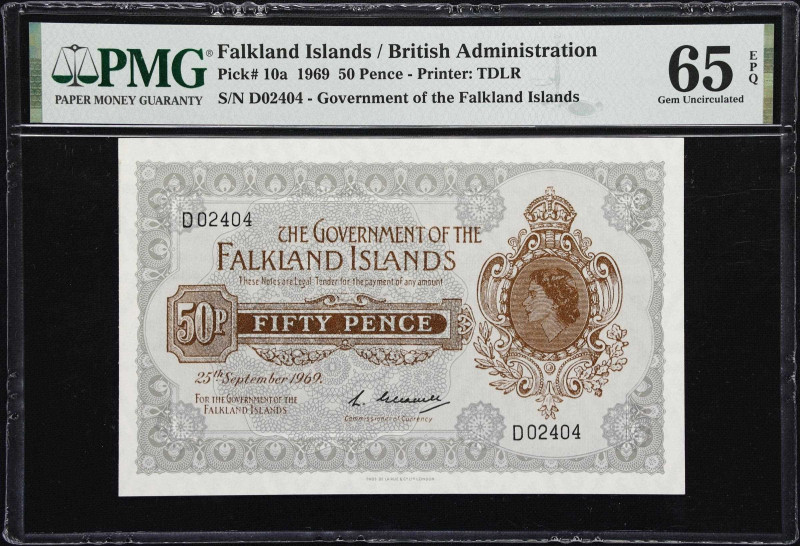 PMG®
PAPER MONEY GUARANTY
Falkland Islands / British Administration
Pick# 10a 1969 50 Pence - Printer: TDLR
S/N D02404 - Government of the Falkland Islands
65
EPQ
Gem Uncirculated
D02404
THE GOVERNMENT OF THE
FALKLAND ISLANDS
These Notes are Legal Tender for the payment of any amount
50P
FIFTY PENCE
25th September 1969.
FOR THE GOVERNMENT OF THE
FALKLAND ISLANDS
Commissioner of Currency
D02404